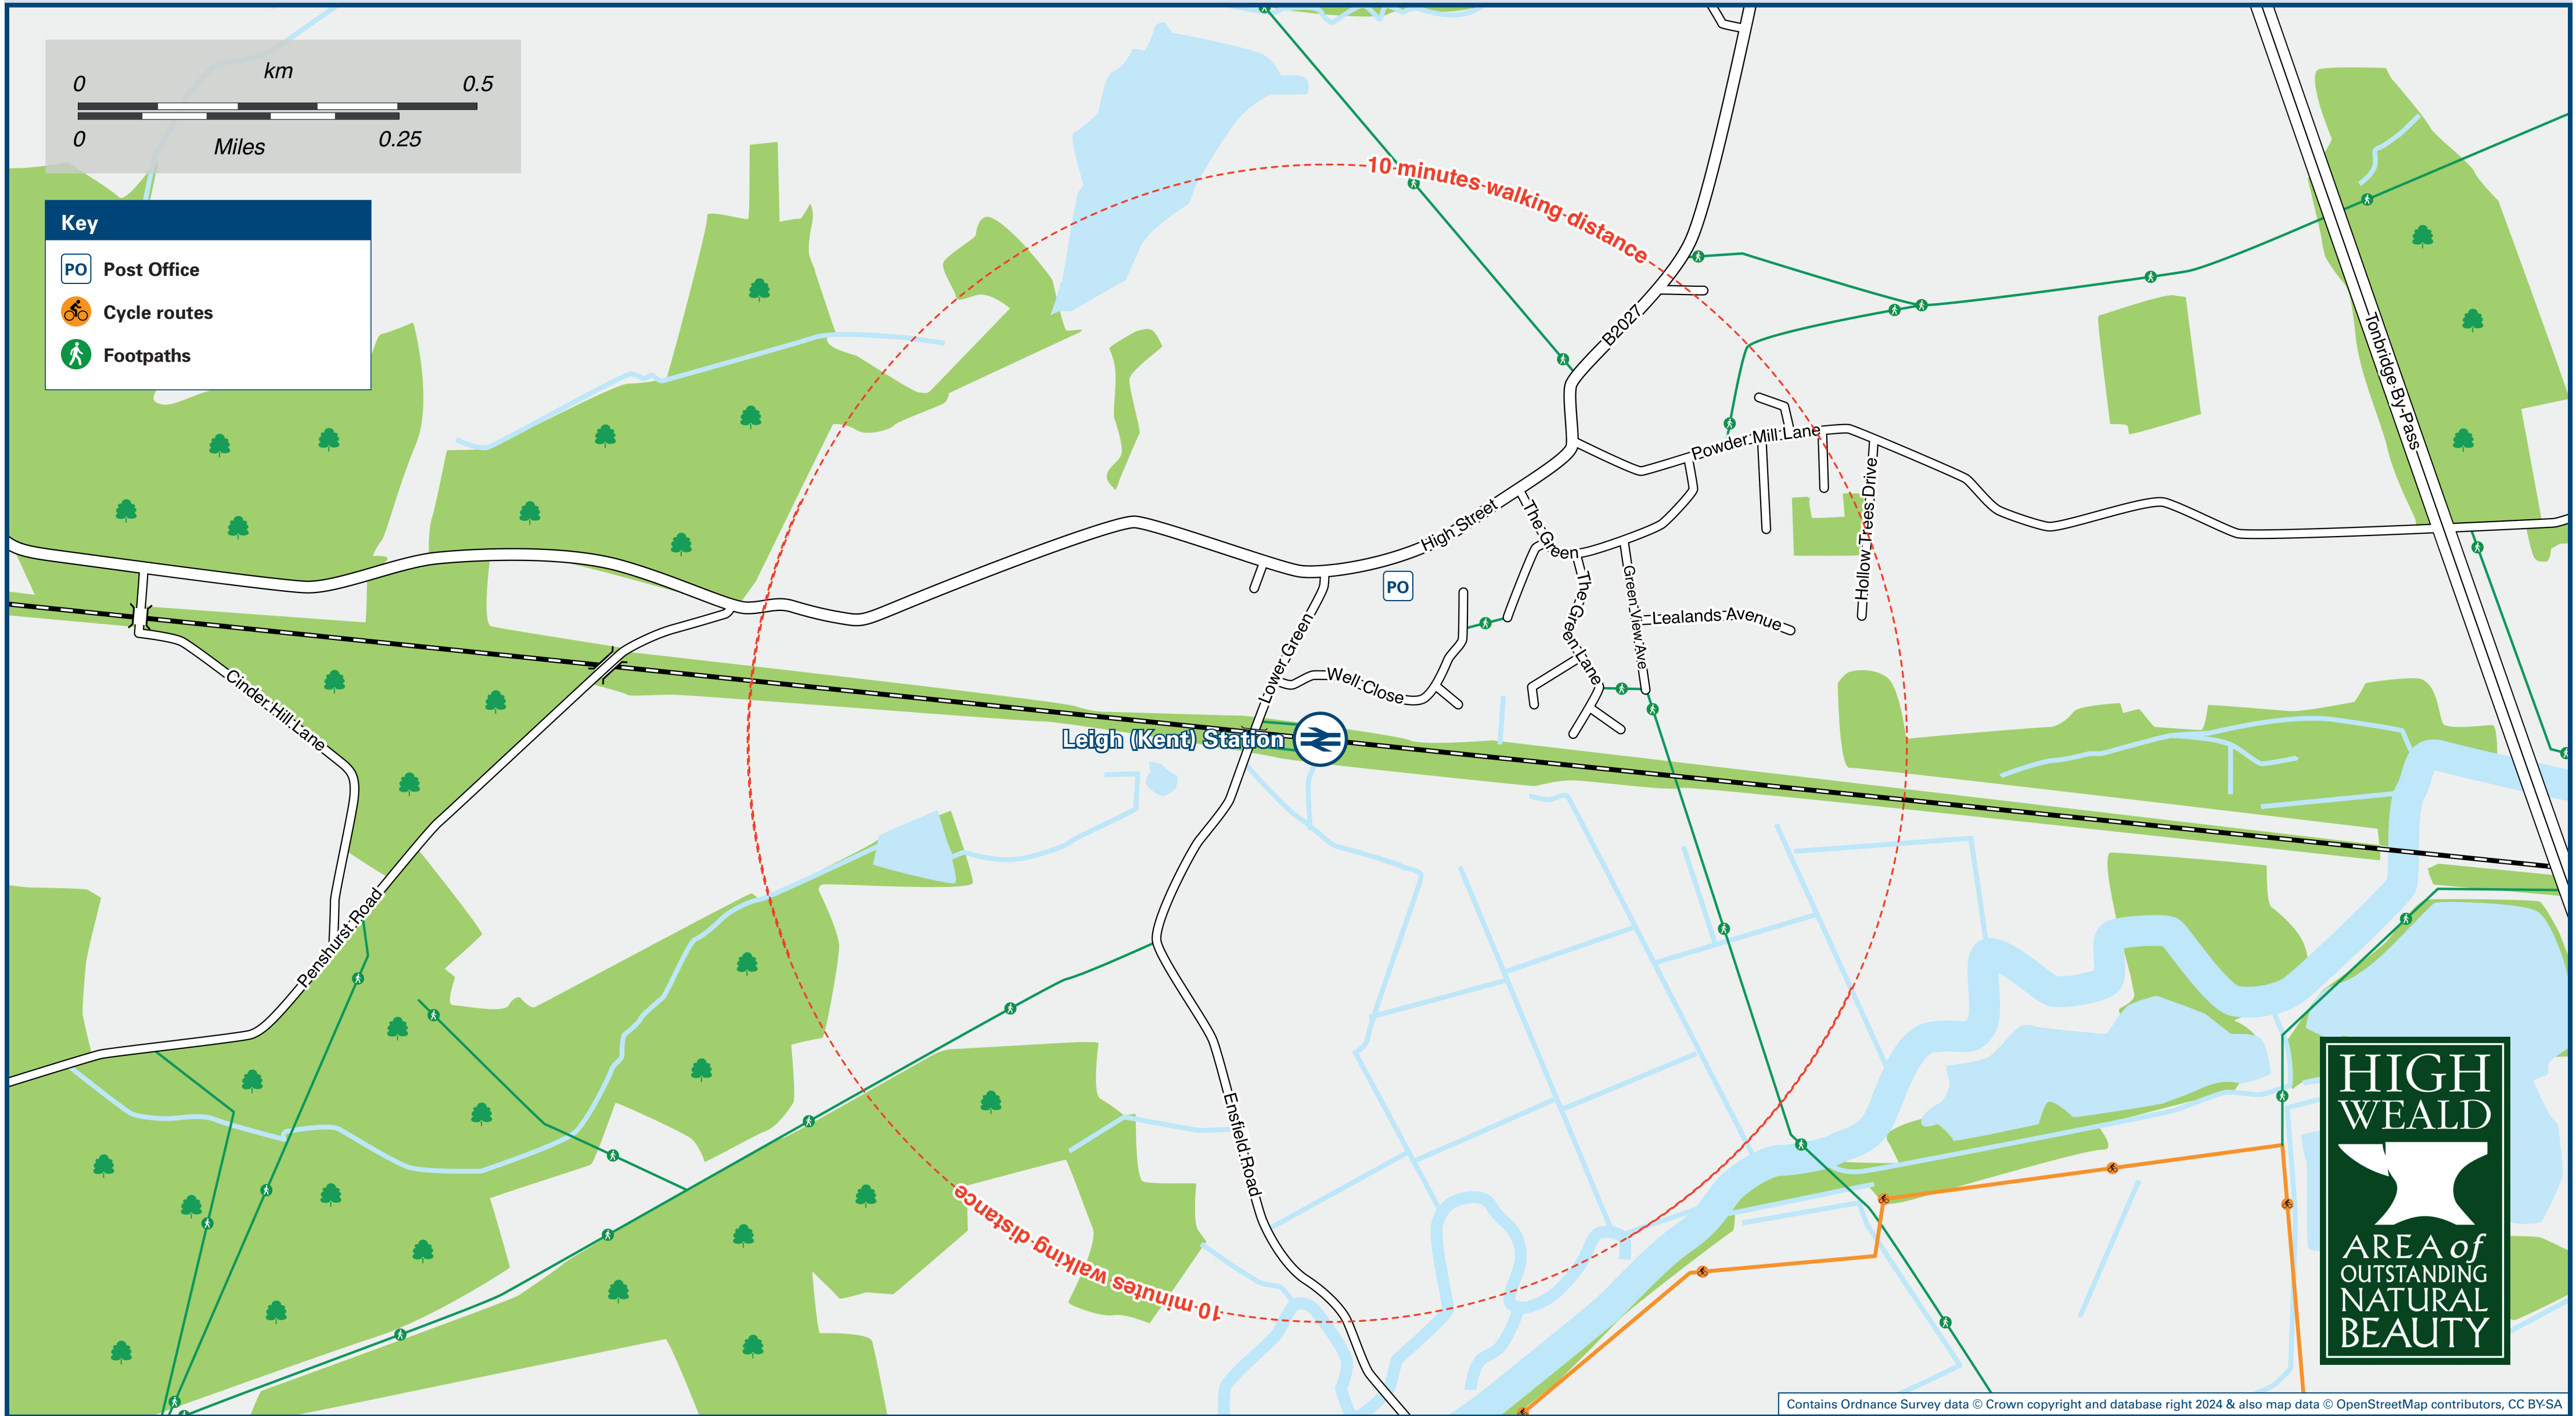 km
0 0.5
0 0.25
Miles
Key
PO Post Office
Cycle routes
Footpaths
10 minutes walking distance
B2027
Tonbridge By-Pass
Powder Mill Lane
High Street
The Green
Hollow Trees Drive
PO
The Green Lane
Green View Ave
Lealands Avenue
Lower Green
Well Close
Cinder Hill Lane
Leigh (Kent) Station
Penshurst Road
Ensfield Road
10 minutes walking distance
HIGH
WEALD
AREA of
OUTSTANDING
NATURAL
BEAUTY
Contains Ordnance Survey data © Crown copyright and database right 2024 & also map data © OpenStreetMap contributors, CC BY-SA